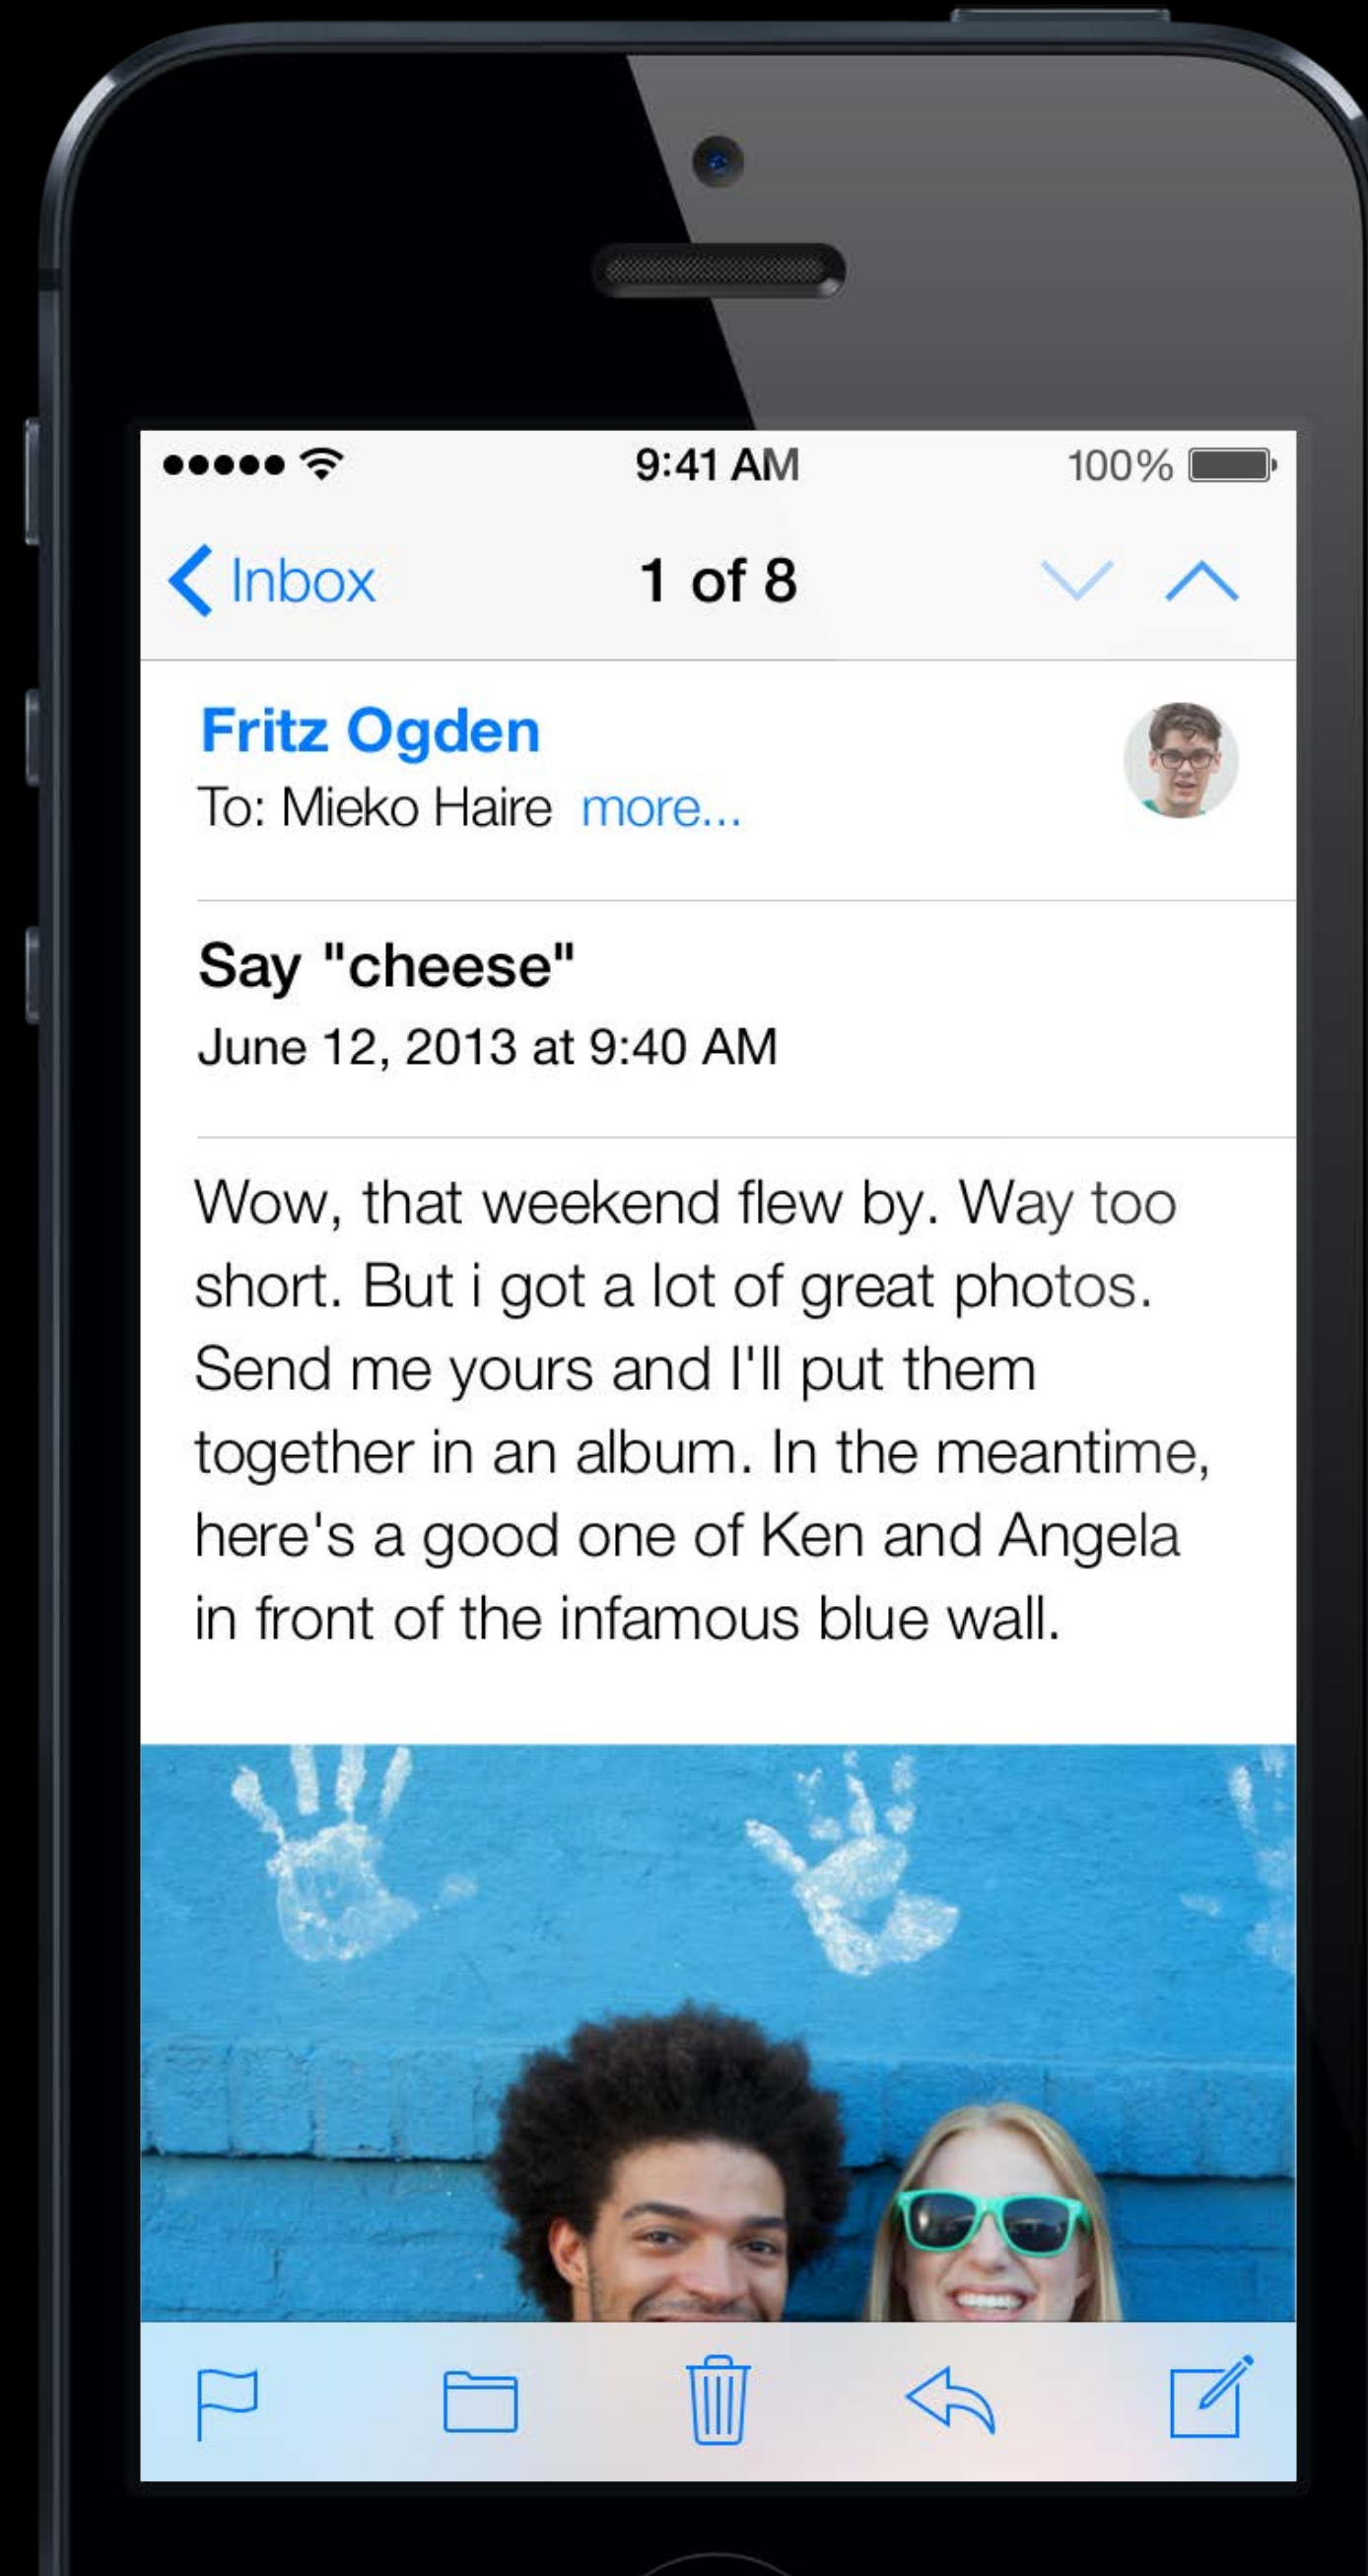 9:41 AM 100%
Inbox 1 of 8
Fritz Ogden
To: Mieko Haire more...
Say "cheese"
June 12, 2013 at 9:40 AM
Wow, that weekend flew by. Way too
short. But i got a lot of great photos.
Send me yours and I'll put them
together in an album. In the meantime,
here's a good one of Ken and Angela
in front of the infamous blue wall.